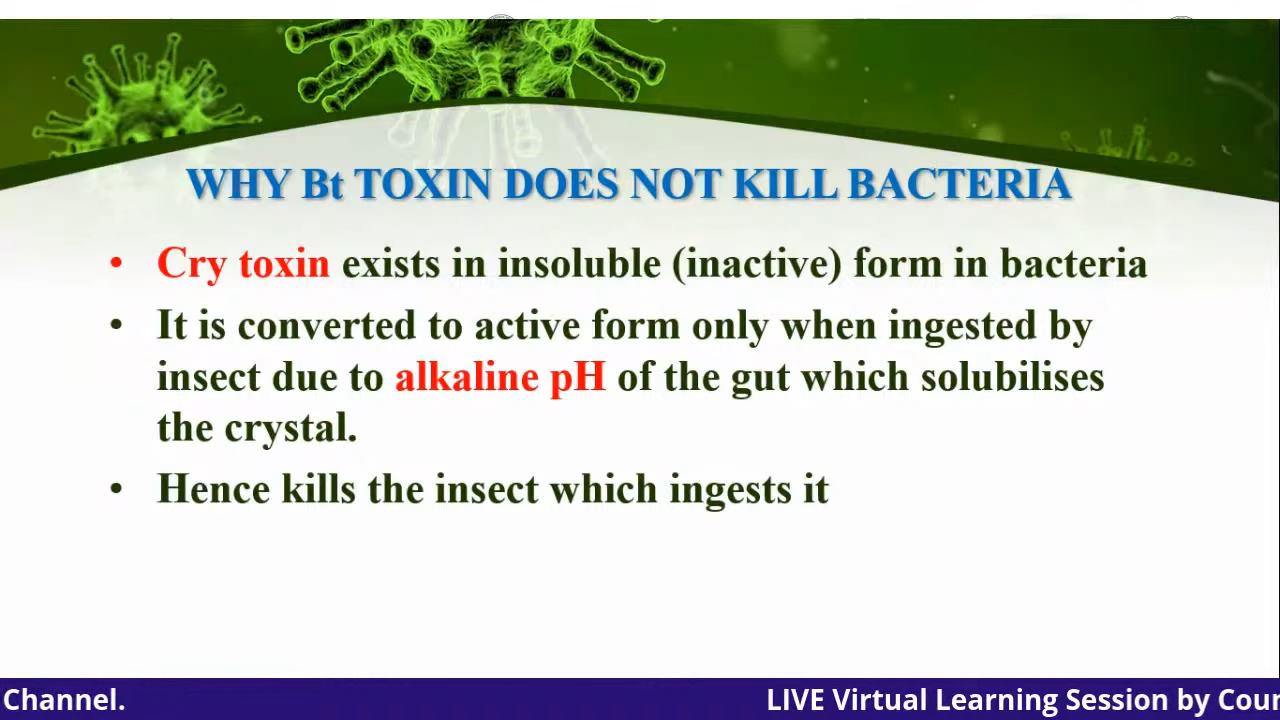 WHY Bt TOXIN DOES NOT KILL BACTERIA
• Cry toxin exists in insoluble (inactive) form in bacteria
• It is converted to active form only when ingested by
insect due to alkaline pH of the gut which solubilises
the crystal.
• Hence kills the insect which ingests it
Channel. LIVE Virtual Learning Session by